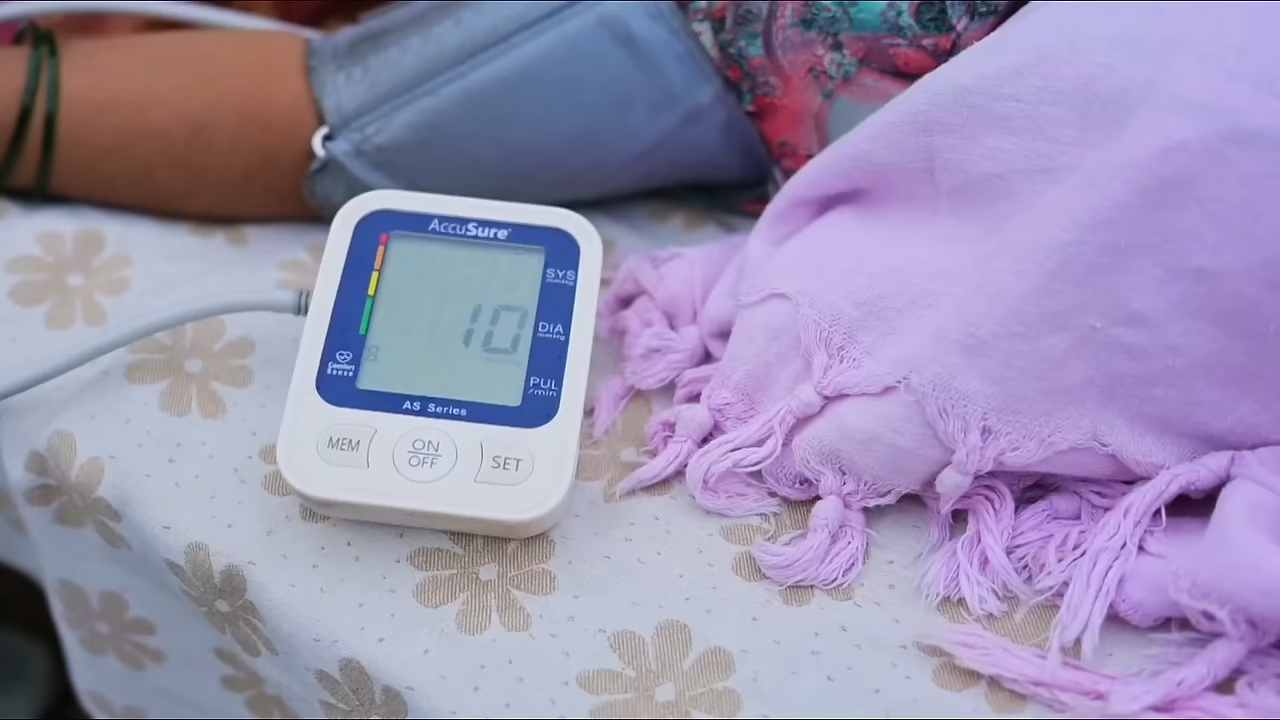 AccuSure
SYS
mmHg
10
DIA
mmHg
Comfort
Sense
PUL
/min
AS Series
MEM
ON
OFF
SET